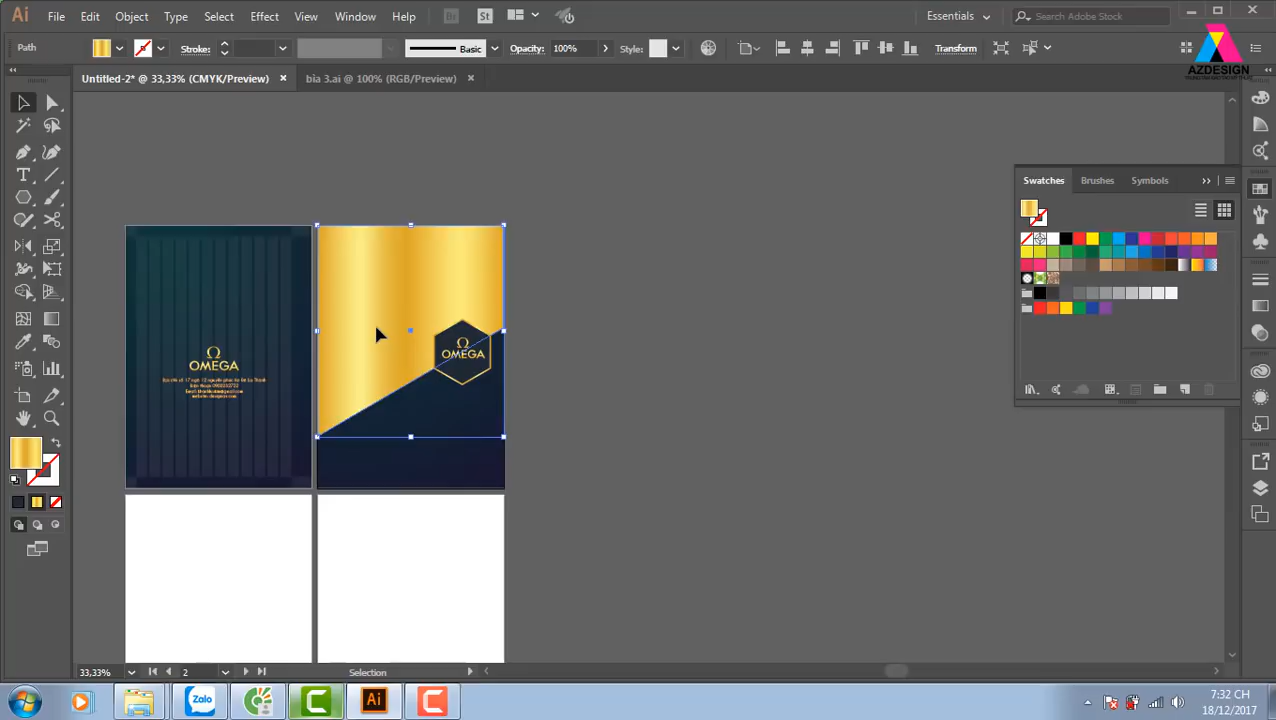 Ai File Edit Object Type Select Effect View Window Help Br St Essentials Search Adobe Stock
Path Stroke: Basic Opacity: 100% Style: Transform
AZDESIGN
Untitled-2* @ 33,33% (CMYK/Preview) × bia 3.ai @ 100% (RGB/Preview) ×
Swatches Brushes Symbols
Ω
OMEGA
Ω
OMEGA
33,33% 2 Selection
Zalo Ai
7:32 CH
18/12/2017